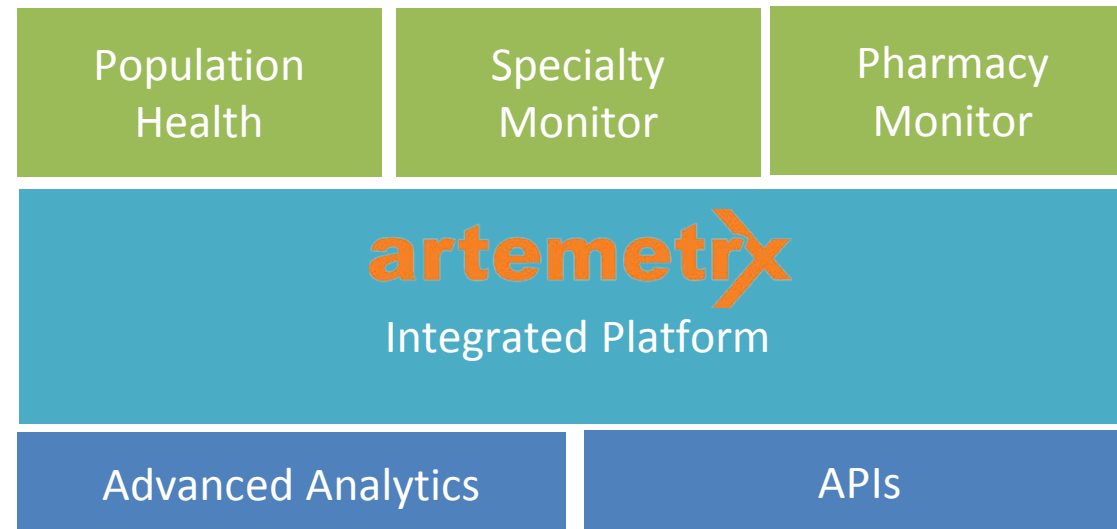 Population
Health
Specialty
Monitor
Pharmacy
Monitor
artemetrx
Integrated Platform
Advanced Analytics
APIs